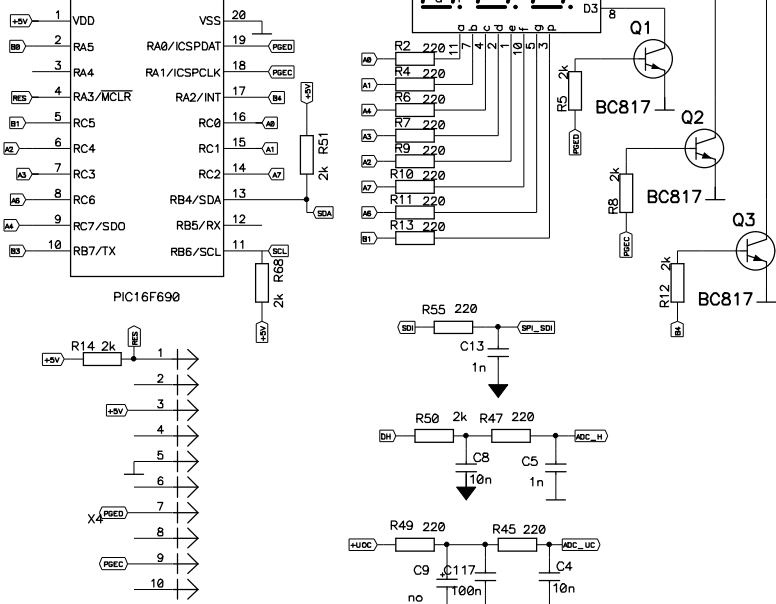 +5V 1 VDD VSS 20
B0 2 RA5 RA0/ICSPDAT 19 PGED
3 RA4 RA1/ICSPCLK 18 PGEC
RES 4 RA3/MCLR RA2/INT 17 B4
B1 5 RC5 RC0 16 A0
A2 6 RC4 RC1 15 A1
A3 7 RC3 RC2 14 A7
A6 8 RC6 RB4/SDA 13
A4 9 RC7/SDO RB5/RX 12
B3 10 RB7/TX RB6/SCL 11 SCL
PIC16F690
+5V
R51
2k
SDA
R68
2k
+5V
D3 8
a b c d e f g p
11 7 4 2 1 10 5 3
A0 R2 220
A1 R4 220
A4 R6 220
A3 R7 220
A2 R9 220
A7 R10 220
A6 R11 220
B1 R13 220
Q1
R5 2k
BC817
PGED
Q2
R8 2k
BC817
PGEC
Q3
R12 2k
BC817
B4
R55 220
SDI SPI_SDI
C13
1n
RES
R14 2k
+5V 1
2
+5V 3
4
5
6
X4 PGED 7
8
PGEC 9
10
R50 2k R47 220
DH ADC_H
C8 C5
10n 1n
R49 220 R45 220
+UDC ADC_UC
C9 + C117 C4
100n 10n
no